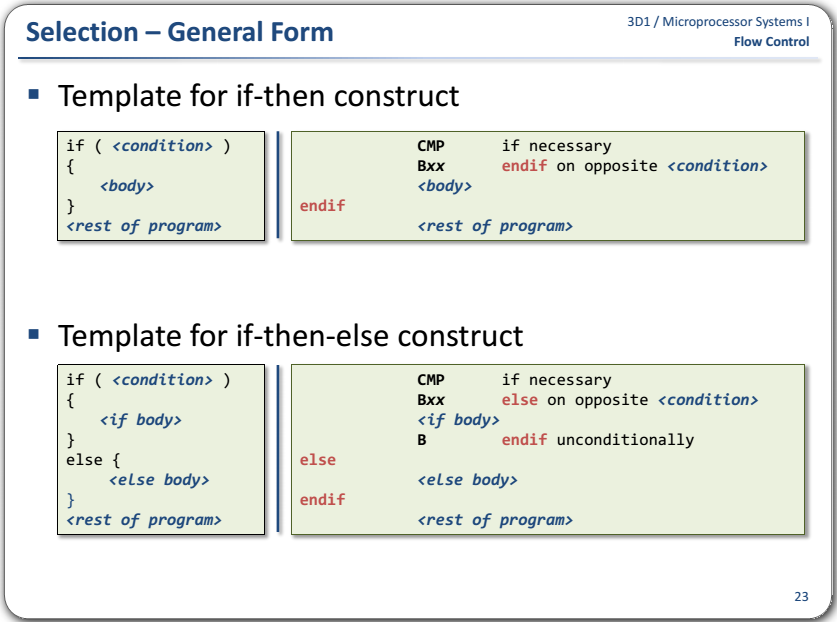 Selection – General Form
3D1 / Microprocessor Systems I
Flow Control
Template for if-then construct
if ( <condition> )
{
<body>
}
<rest of program>
CMP if necessary
Bxx endif on opposite <condition>
<body>
endif
<rest of program>
Template for if-then-else construct
if ( <condition> )
{
<if body>
}
else {
<else body>
}
<rest of program>
CMP if necessary
Bxx else on opposite <condition>
<if body>
B endif unconditionally
else
<else body>
endif
<rest of program>
23